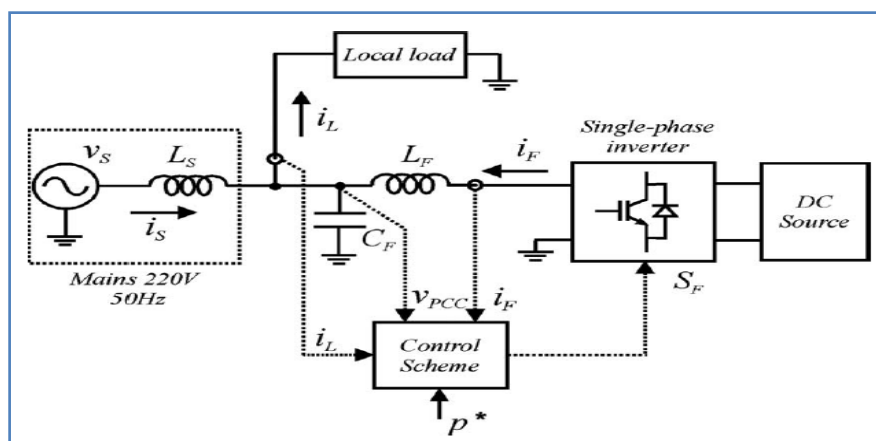 Local load
i_L
Single-phase
inverter
v_S
L_S
L_F
i_F
DC
Source
i_S
C_F
Mains 220V
50Hz
v_PCC
i_F
S_F
i_L
Control
Scheme
p*